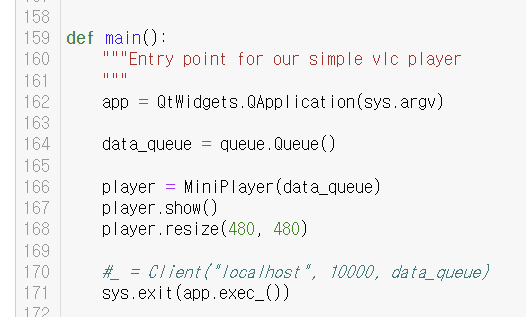 158
159 def main():
160 """Entry point for our simple vlc player
161 """
162 app = QtWidgets.QApplication(sys.argv)
163
164 data_queue = queue.Queue()
165
166 player = MiniPlayer(data_queue)
167 player.show()
168 player.resize(480, 480)
169
170 #_ = Client("localhost", 10000, data_queue)
171 sys.exit(app.exec_())
172